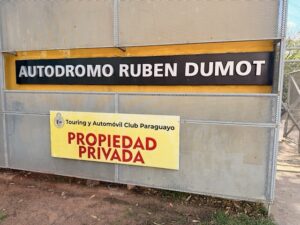 AUTODROMO RUBEN DUMOT
Touring y Automóvil Club Paraguayo
PROPIEDAD
PRIVADA